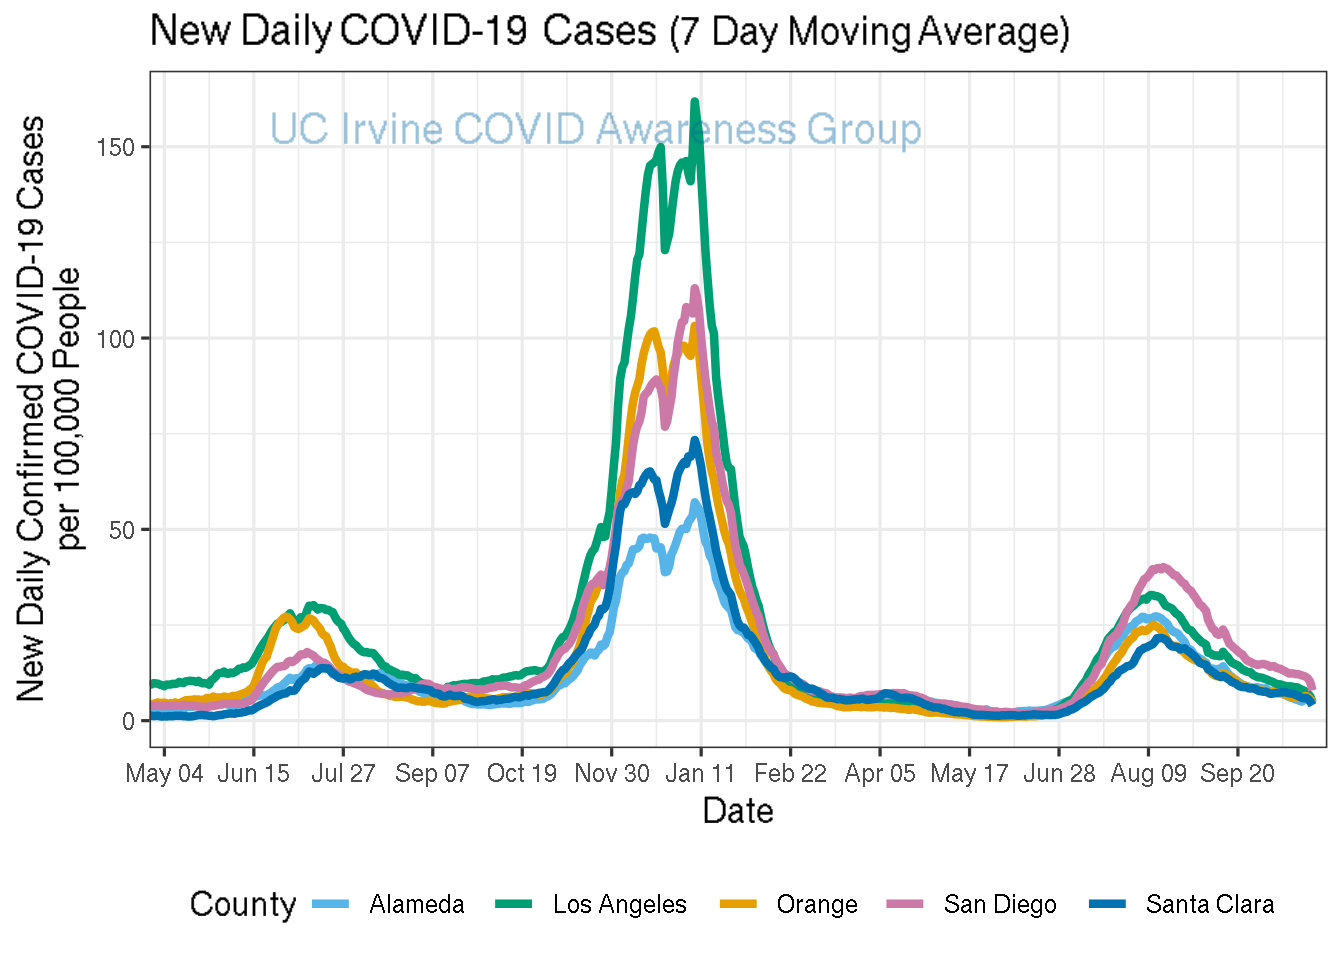 New Daily COVID-19 Cases (7 Day Moving Average)
UC Irvine COVID Awareness Group
New Daily Confirmed COVID-19 Cases
per 100,000 People
150
100
50
0
May 04 Jun 15 Jul 27 Sep 07 Oct 19 Nov 30 Jan 11 Feb 22 Apr 05 May 17 Jun 28 Aug 09 Sep 20
Date
County Alameda Los Angeles Orange San Diego Santa Clara